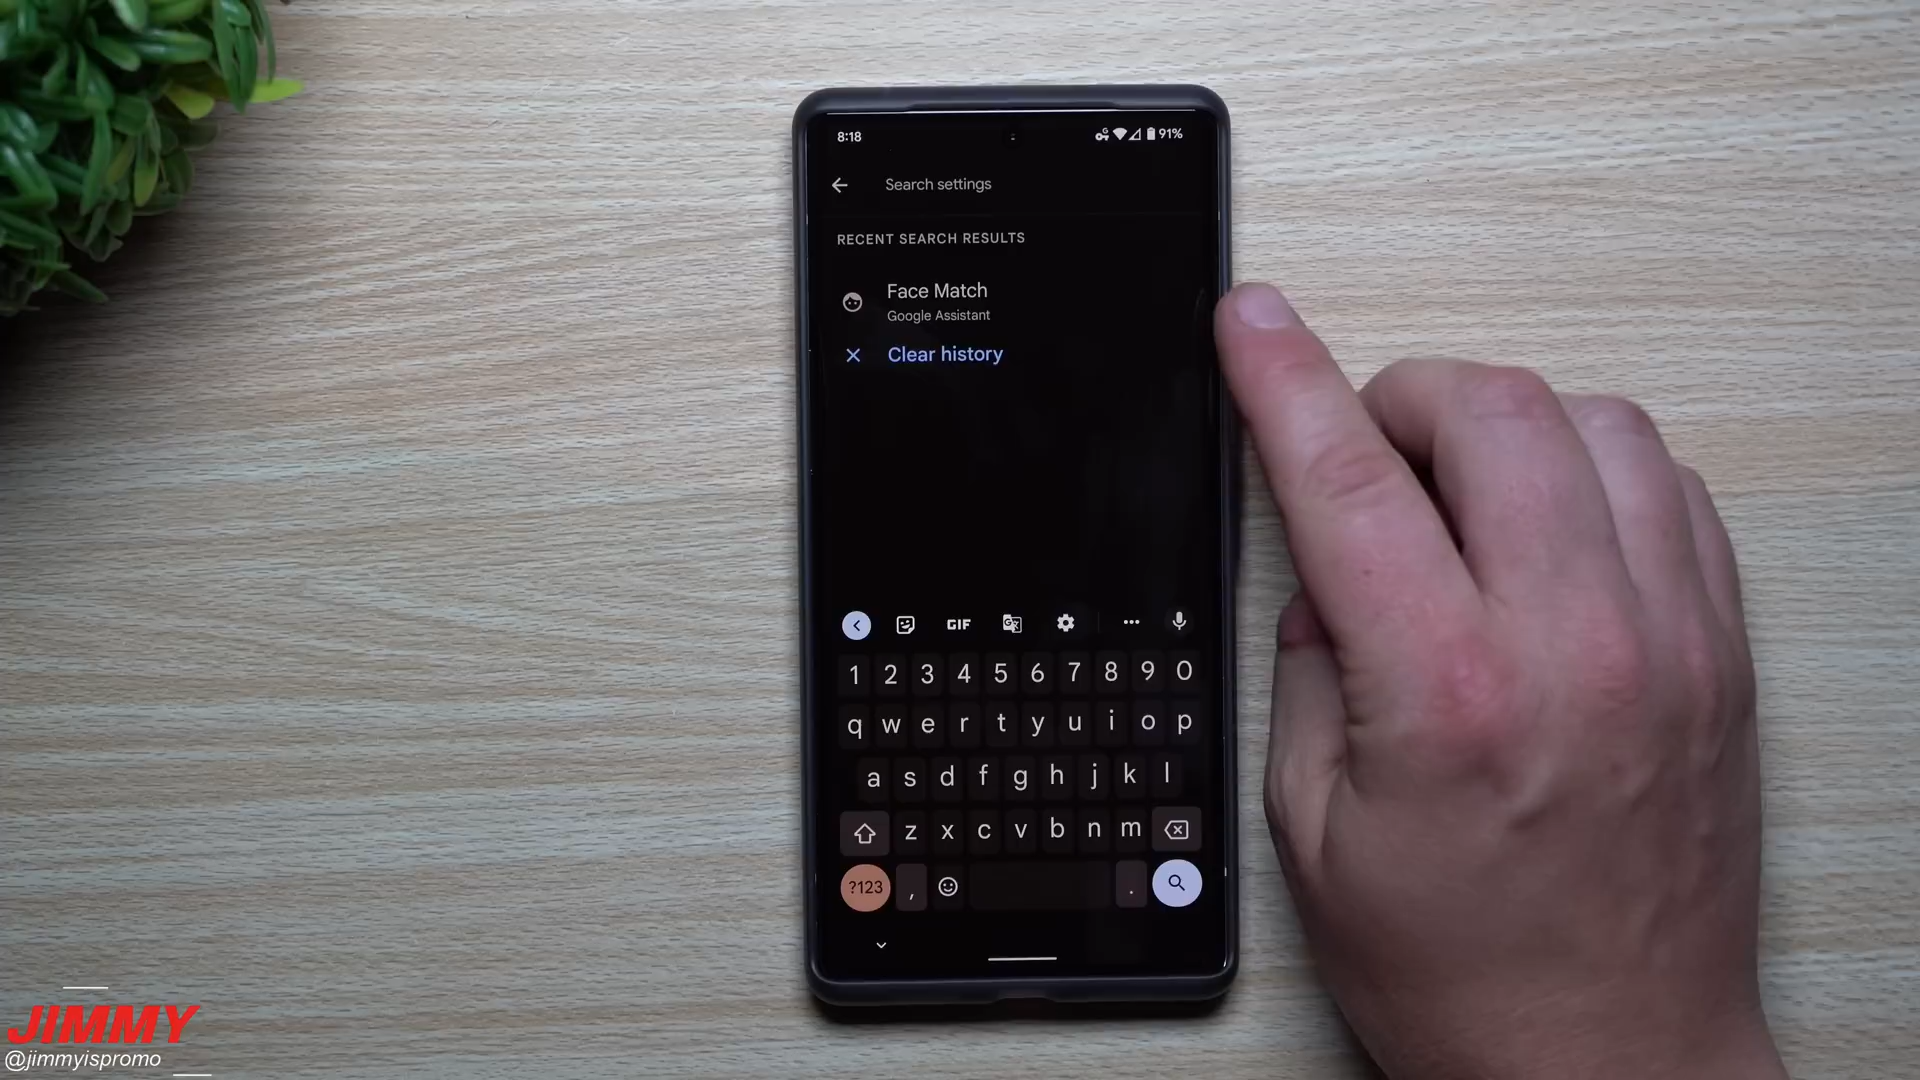 8:18
91%
Search settings
RECENT SEARCH RESULTS
Face Match
Google Assistant
Clear history
GIF
1 2 3 4 5 6 7 8 9 0
q w e r t y u i o p
a s d f g h j k l
z x c v b n m
?123 , .
JIMMY
@jimmyispromo